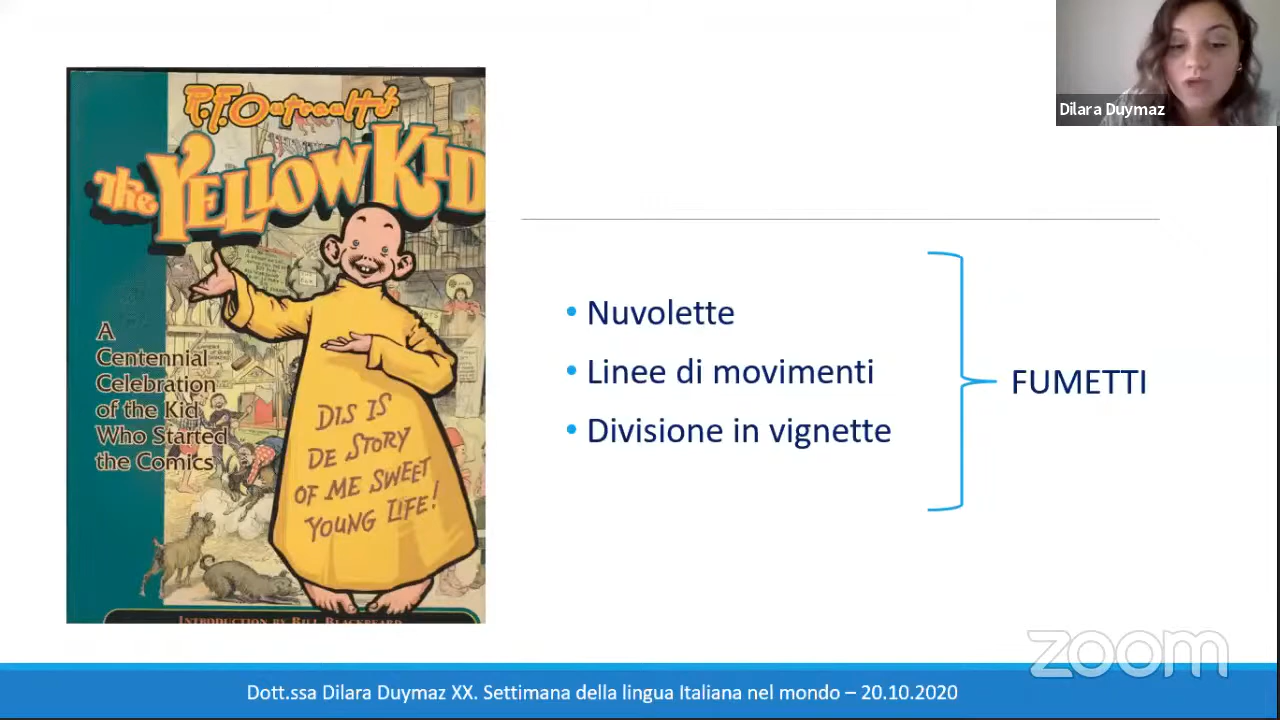 Dilara Duymaz
R.F. Outcault's
The YELLOW KID
A
Centennial
Celebration
of the Kid
Who Started
the Comics
DIS IS
DE STORY
OF ME SWEET
YOUNG LIFE!
INTRODUCTION BY BILL BLACKBEARD
• Nuvolette
• Linee di movimenti
• Divisione in vignette
FUMETTI
zoom
Dott.ssa Dilara Duymaz XX. Settimana della lingua Italiana nel mondo – 20.10.2020